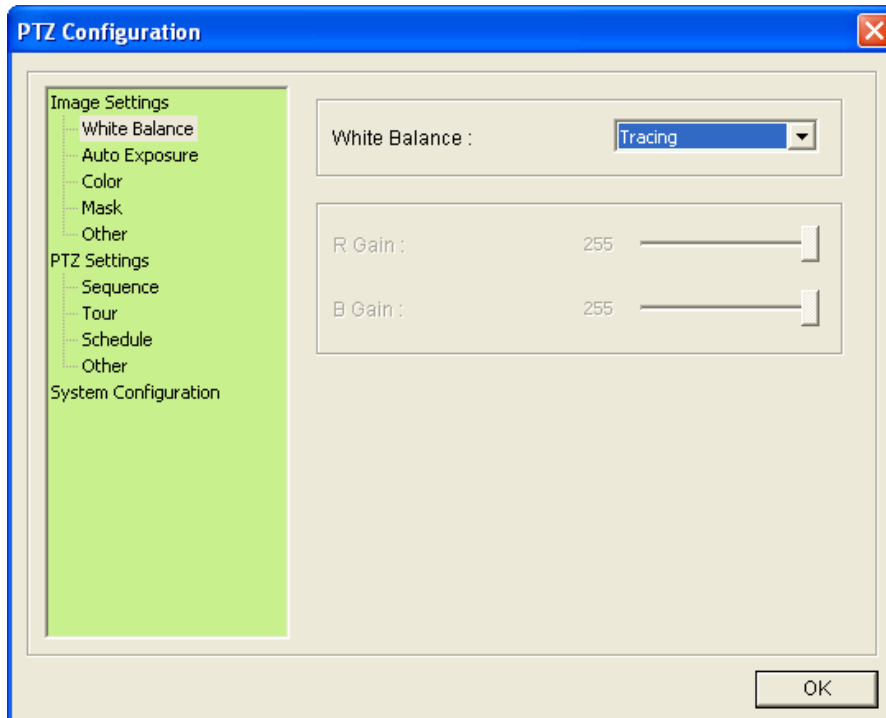 PTZ Configuration
Image Settings
White Balance
Auto Exposure
Color
Mask
Other
PTZ Settings
Sequence
Tour
Schedule
Other
System Configuration
White Balance : Tracing
R Gain : 255
B Gain : 255
OK